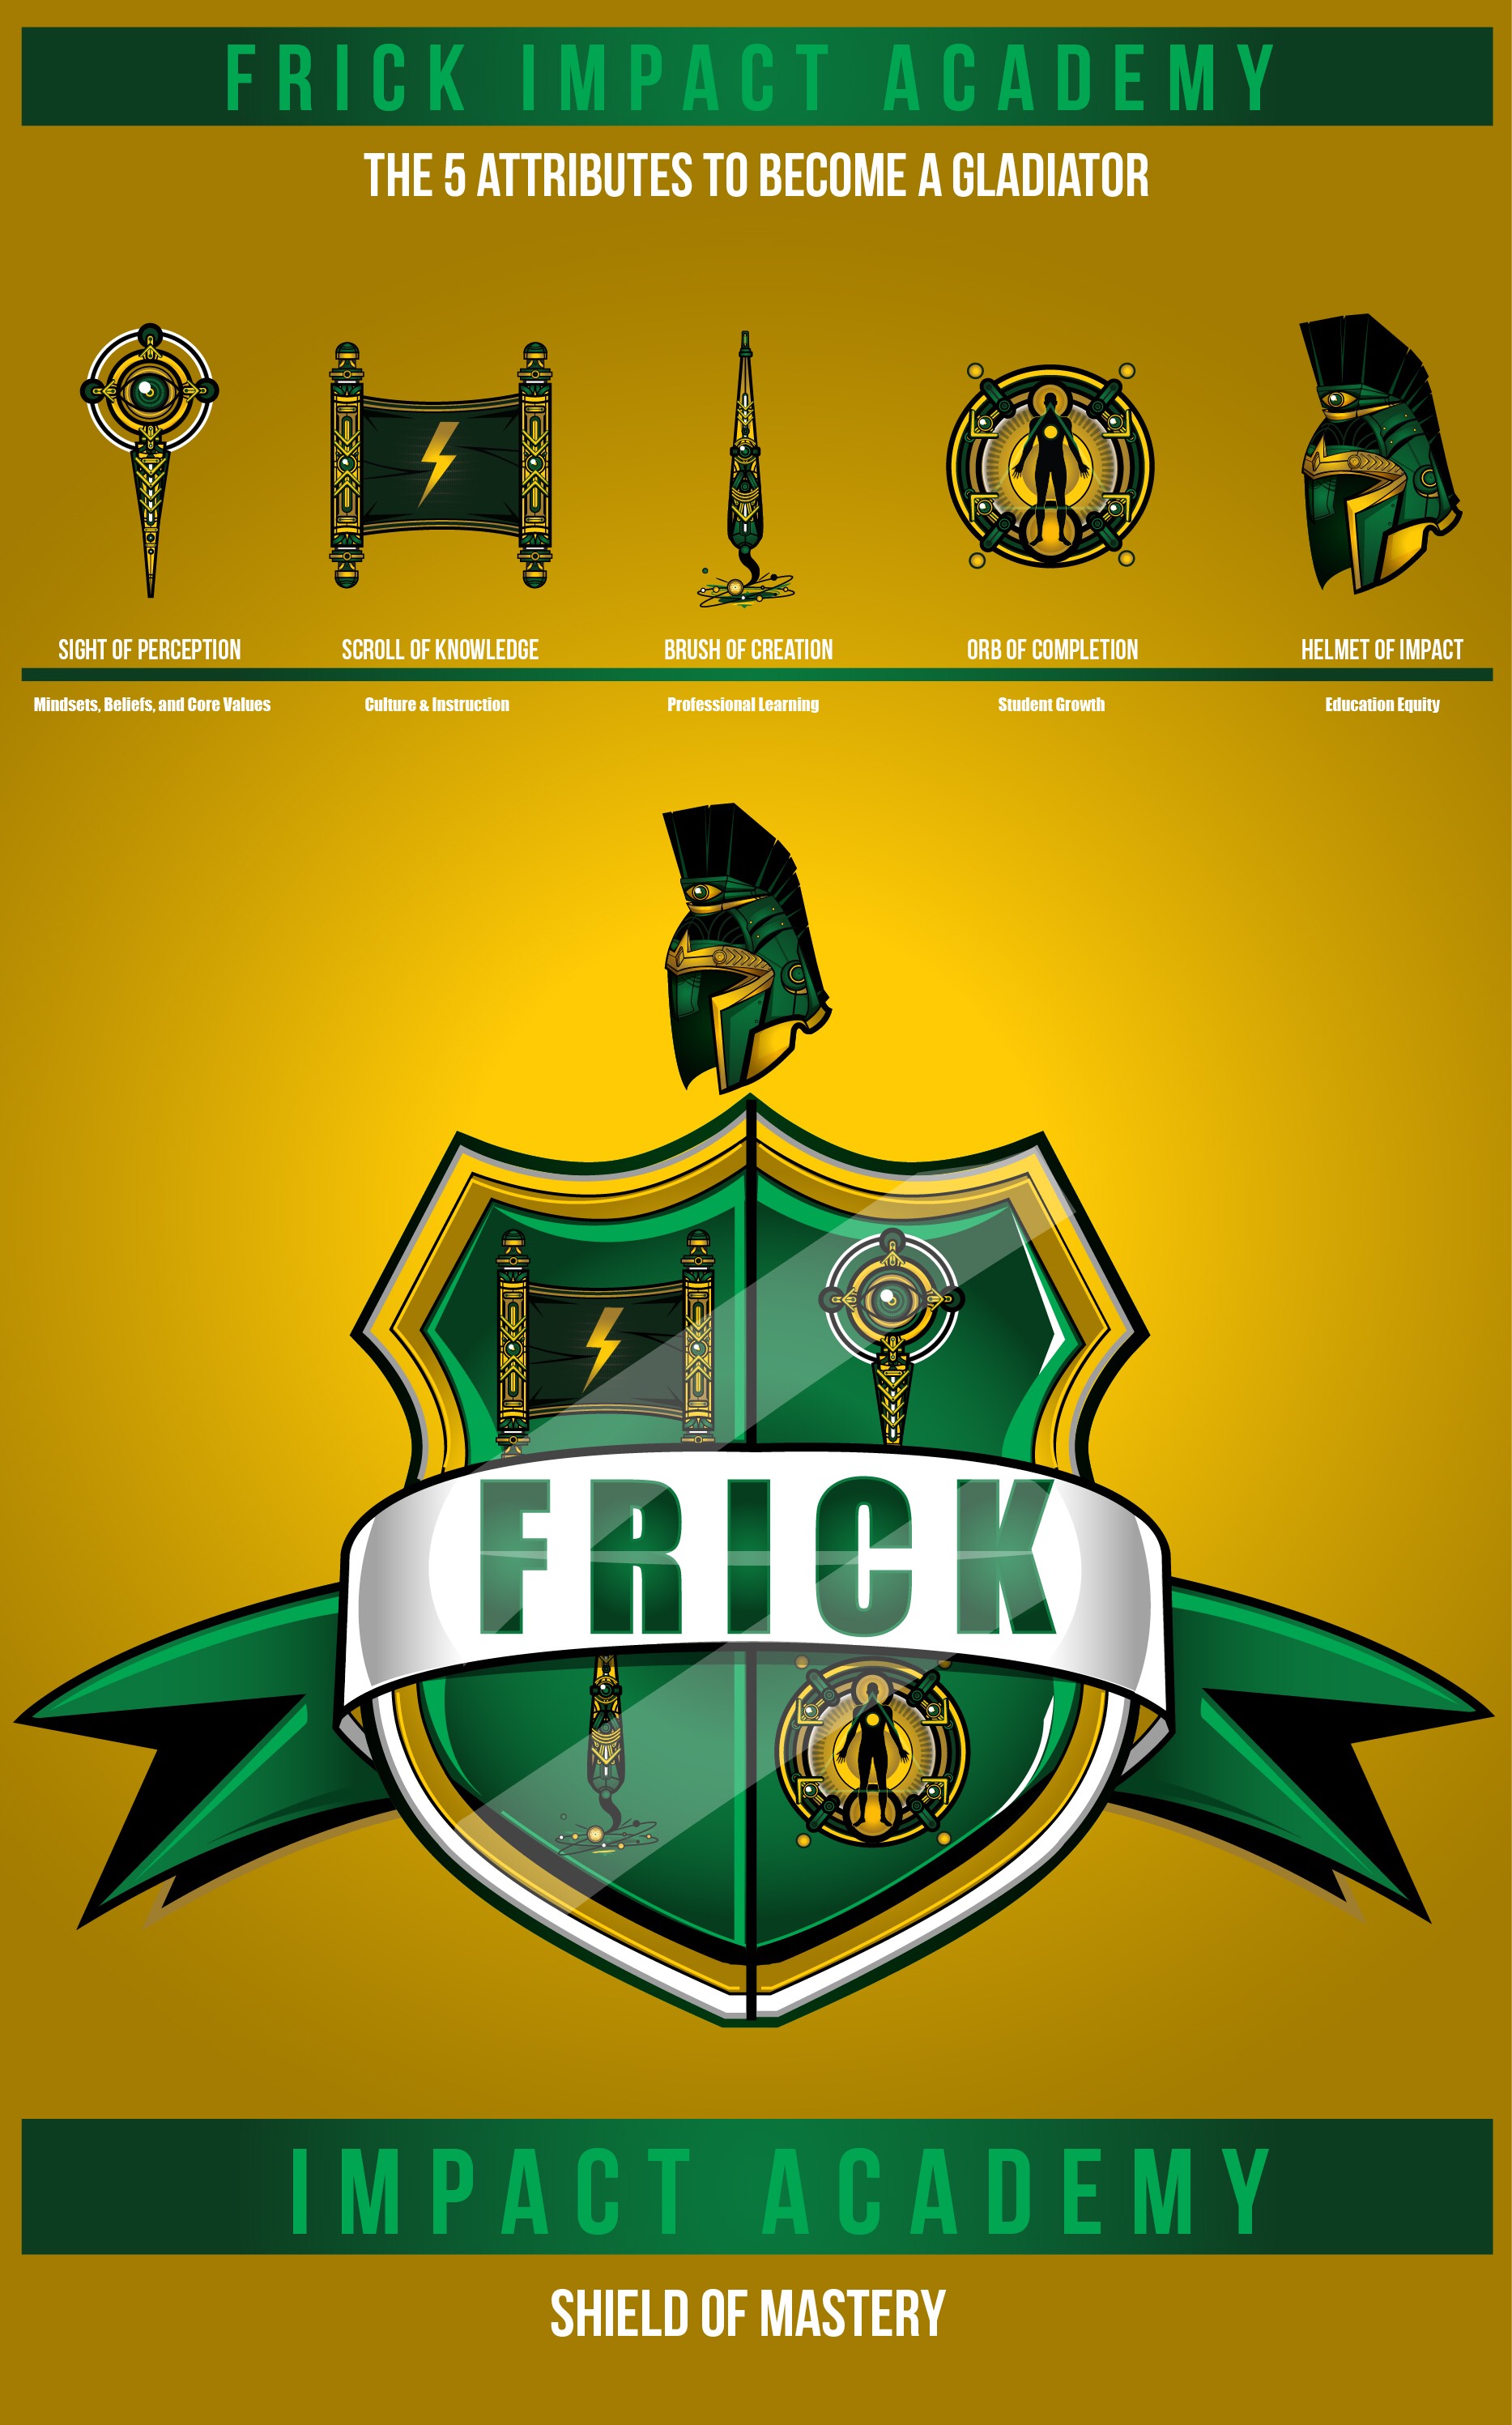 FRICK IMPACT ACADEMY
THE 5 ATTRIBUTES TO BECOME A GLADIATOR
SIGHT OF PERCEPTION
SCROLL OF KNOWLEDGE
BRUSH OF CREATION
ORB OF COMPLETION
HELMET OF IMPACT
Mindsets, Beliefs, and Core Values
Culture & Instruction
Professional Learning
Student Growth
Education Equity
FRICK
IMPACT ACADEMY
SHIELD OF MASTERY